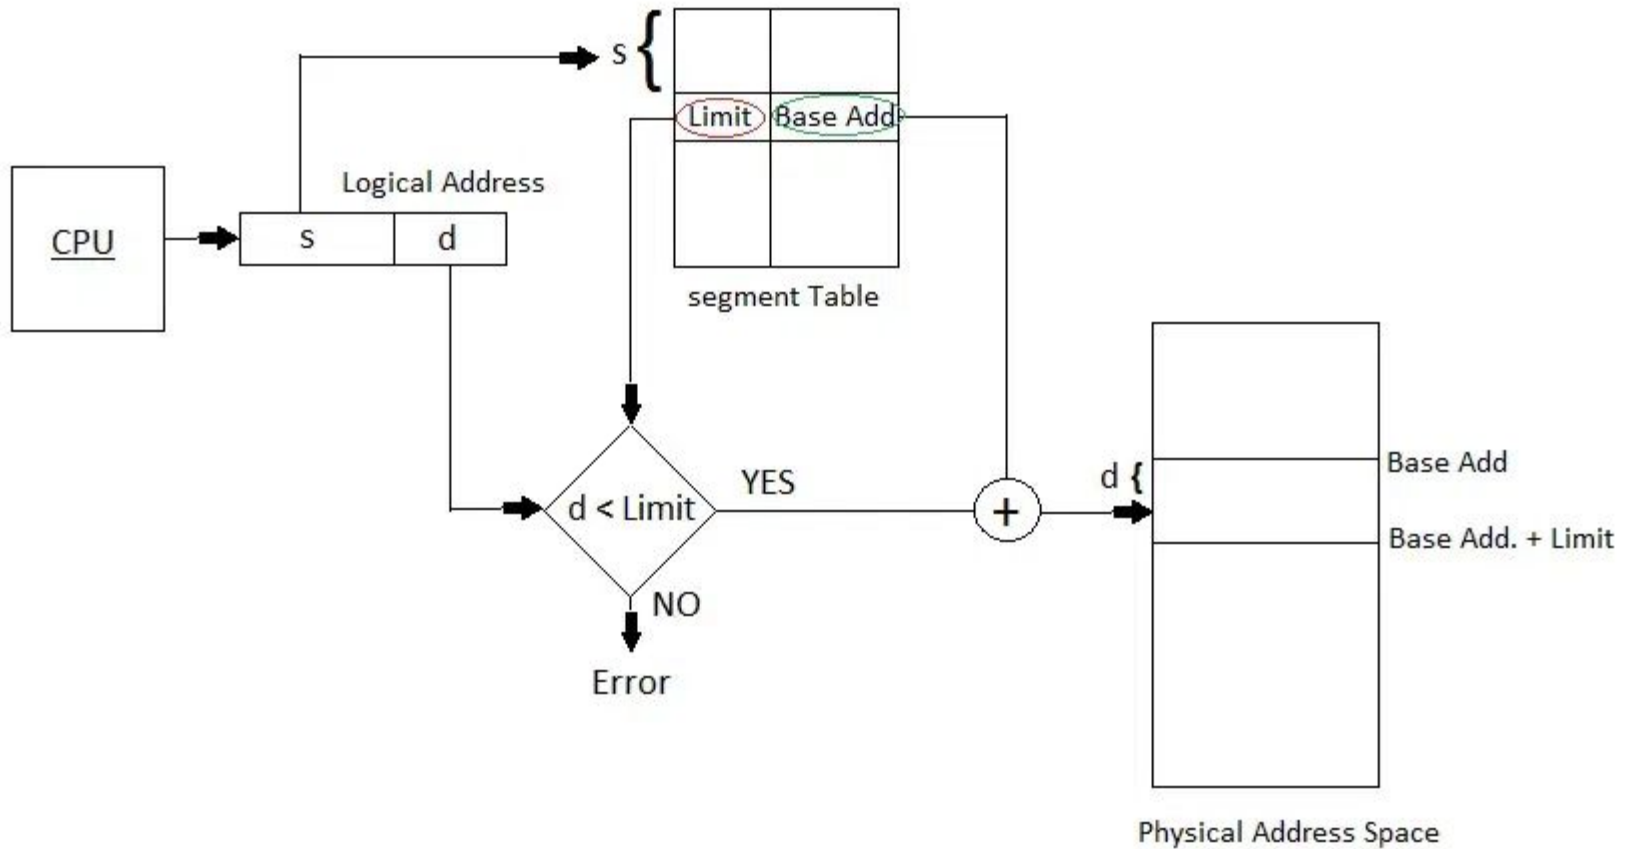 s {
Limit
Base Add
Logical Address
CPU
s
d
segment Table
d < Limit
YES
+
d {
Base Add
Base Add. + Limit
NO
Error
Physical Address Space